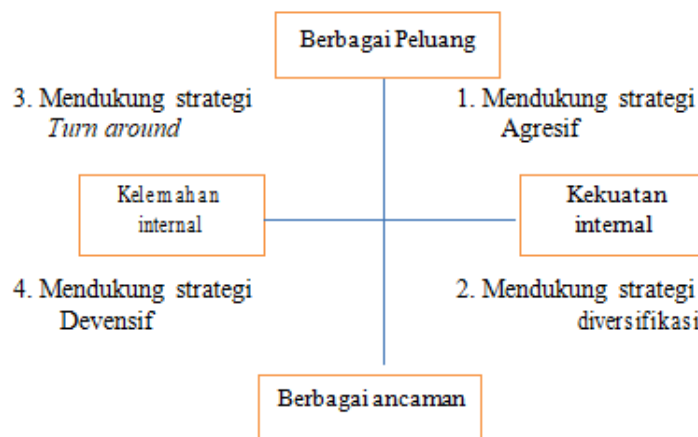 Berbagai Peluang
3. Mendukung strategi
Turn around
1. Mendukung strategi
Agresif
Kelemahan
internal
Kekuatan
internal
4. Mendukung strategi
Devensif
2. Mendukung strategi
diversifikasi
Berbagai ancaman